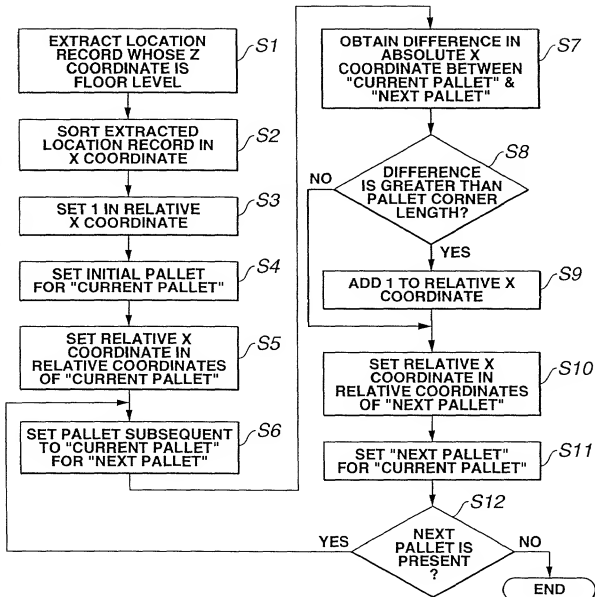 EXTRACT LOCATION
RECORD WHOSE Z
COORDINATE IS
FLOOR LEVEL
S1
SORT EXTRACTED
LOCATION RECORD IN
X COORDINATE
S2
SET 1 IN RELATIVE
X COORDINATE
S3
SET INITIAL PALLET
FOR "CURRENT PALLET"
S4
SET RELATIVE X
COORDINATE IN
RELATIVE COORDINATES
OF "CURRENT PALLET"
S5
SET PALLET SUBSEQUENT
TO "CURRENT PALLET"
FOR "NEXT PALLET"
S6
OBTAIN DIFFERENCE IN
ABSOLUTE X
COORDINATE BETWEEN
"CURRENT PALLET" &
"NEXT PALLET"
S7
DIFFERENCE
IS GREATER THAN
PALLET CORNER
LENGTH?
S8
NO
YES
ADD 1 TO RELATIVE X
COORDINATE
S9
SET RELATIVE X
COORDINATE IN
RELATIVE COORDINATES
OF "NEXT PALLET"
S10
SET "NEXT PALLET"
FOR "CURRENT PALLET"
S11
NEXT
PALLET IS
PRESENT
?
S12
YES
NO
END